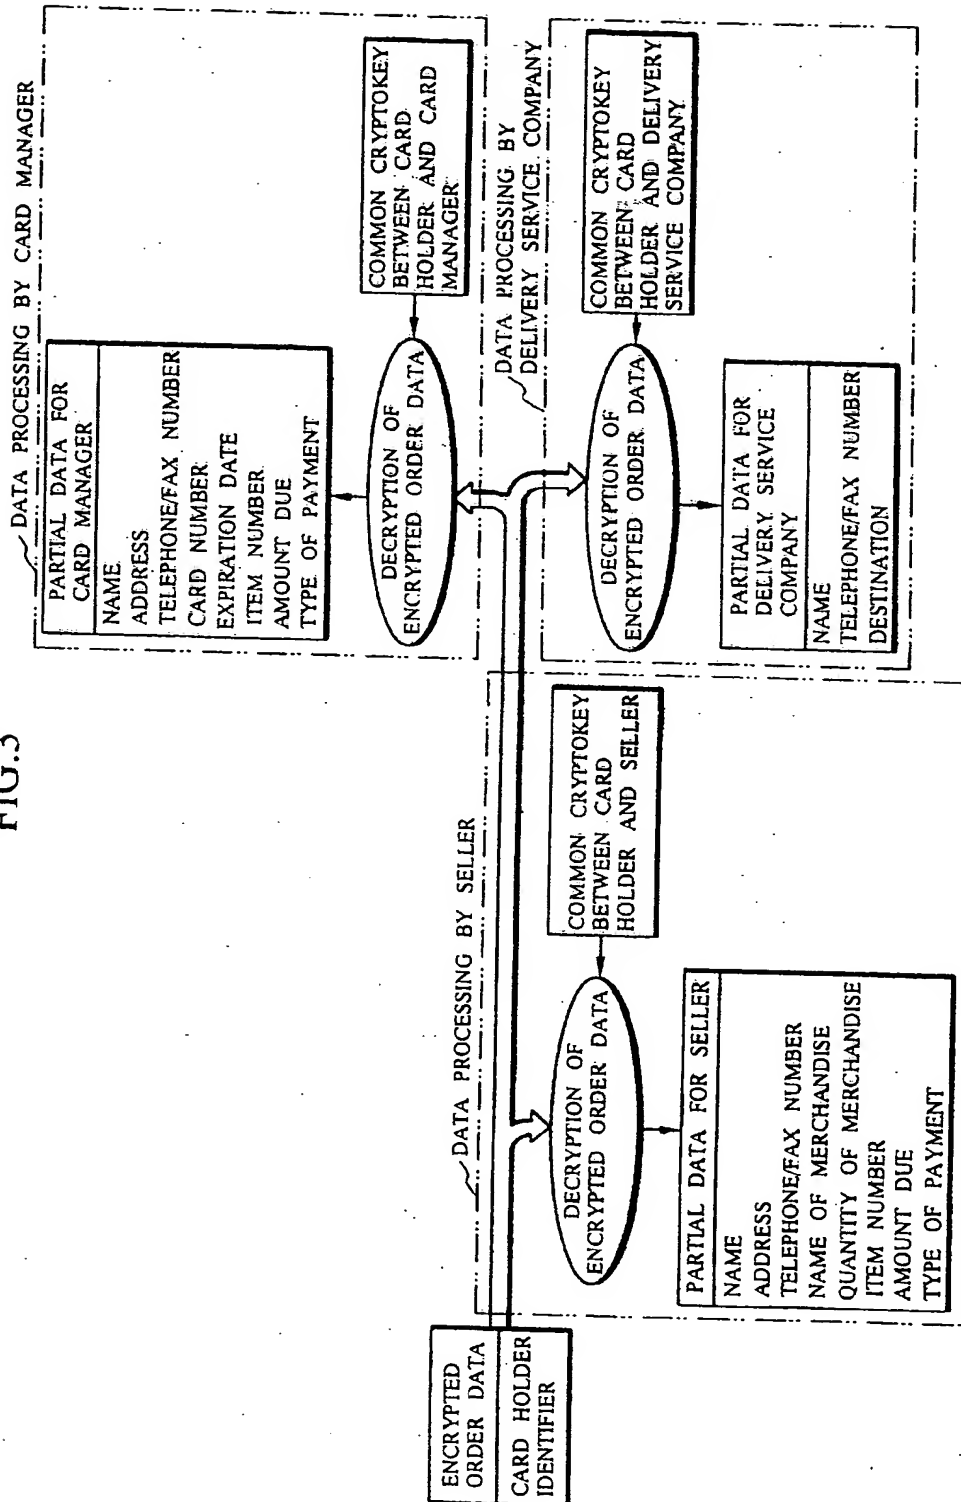 FIG.3
ENCRYPTED
ORDER DATA
CARD HOLDER
IDENTIFIER
DATA PROCESSING BY SELLER
DECRYPTION OF
ENCRYPTED ORDER DATA
COMMON CRYPTOKEY
BETWEEN CARD
HOLDER AND SELLER
PARTIAL DATA FOR SELLER
NAME
ADDRESS
TELEPHONE/FAX NUMBER
NAME OF MERCHANDISE
QUANTITY OF MERCHANDISE
ITEM NUMBER
AMOUNT DUE
TYPE OF PAYMENT
DATA PROCESSING BY CARD MANAGER
PARTIAL DATA FOR
CARD MANAGER
NAME
ADDRESS
TELEPHONE/FAX NUMBER
CARD NUMBER
EXPIRATION DATE
ITEM NUMBER
AMOUNT DUE
TYPE OF PAYMENT
DECRYPTION OF
ENCRYPTED ORDER DATA
COMMON CRYPTOKEY
BETWEEN CARD
HOLDER AND CARD
MANAGER
DATA PROCESSING BY
DELIVERY SERVICE COMPANY
DECRYPTION OF
ENCRYPTED ORDER DATA
COMMON CRYPTOKEY
BETWEEN CARD
HOLDER AND DELIVERY
SERVICE COMPANY
PARTIAL DATA FOR
DELIVERY SERVICE
COMPANY
NAME
TELEPHONE/FAX NUMBER
DESTINATION